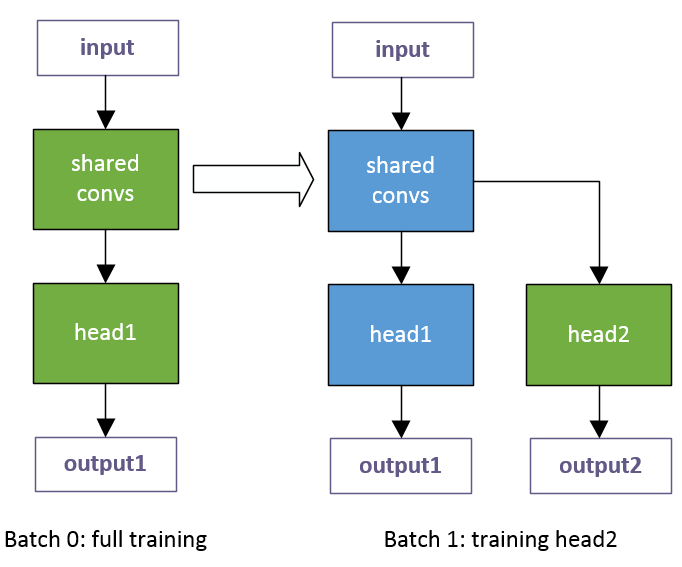 input
shared
convs
head1
output1
Batch 0: full training
input
shared
convs
head1
output1
head2
output2
Batch 1: training head2